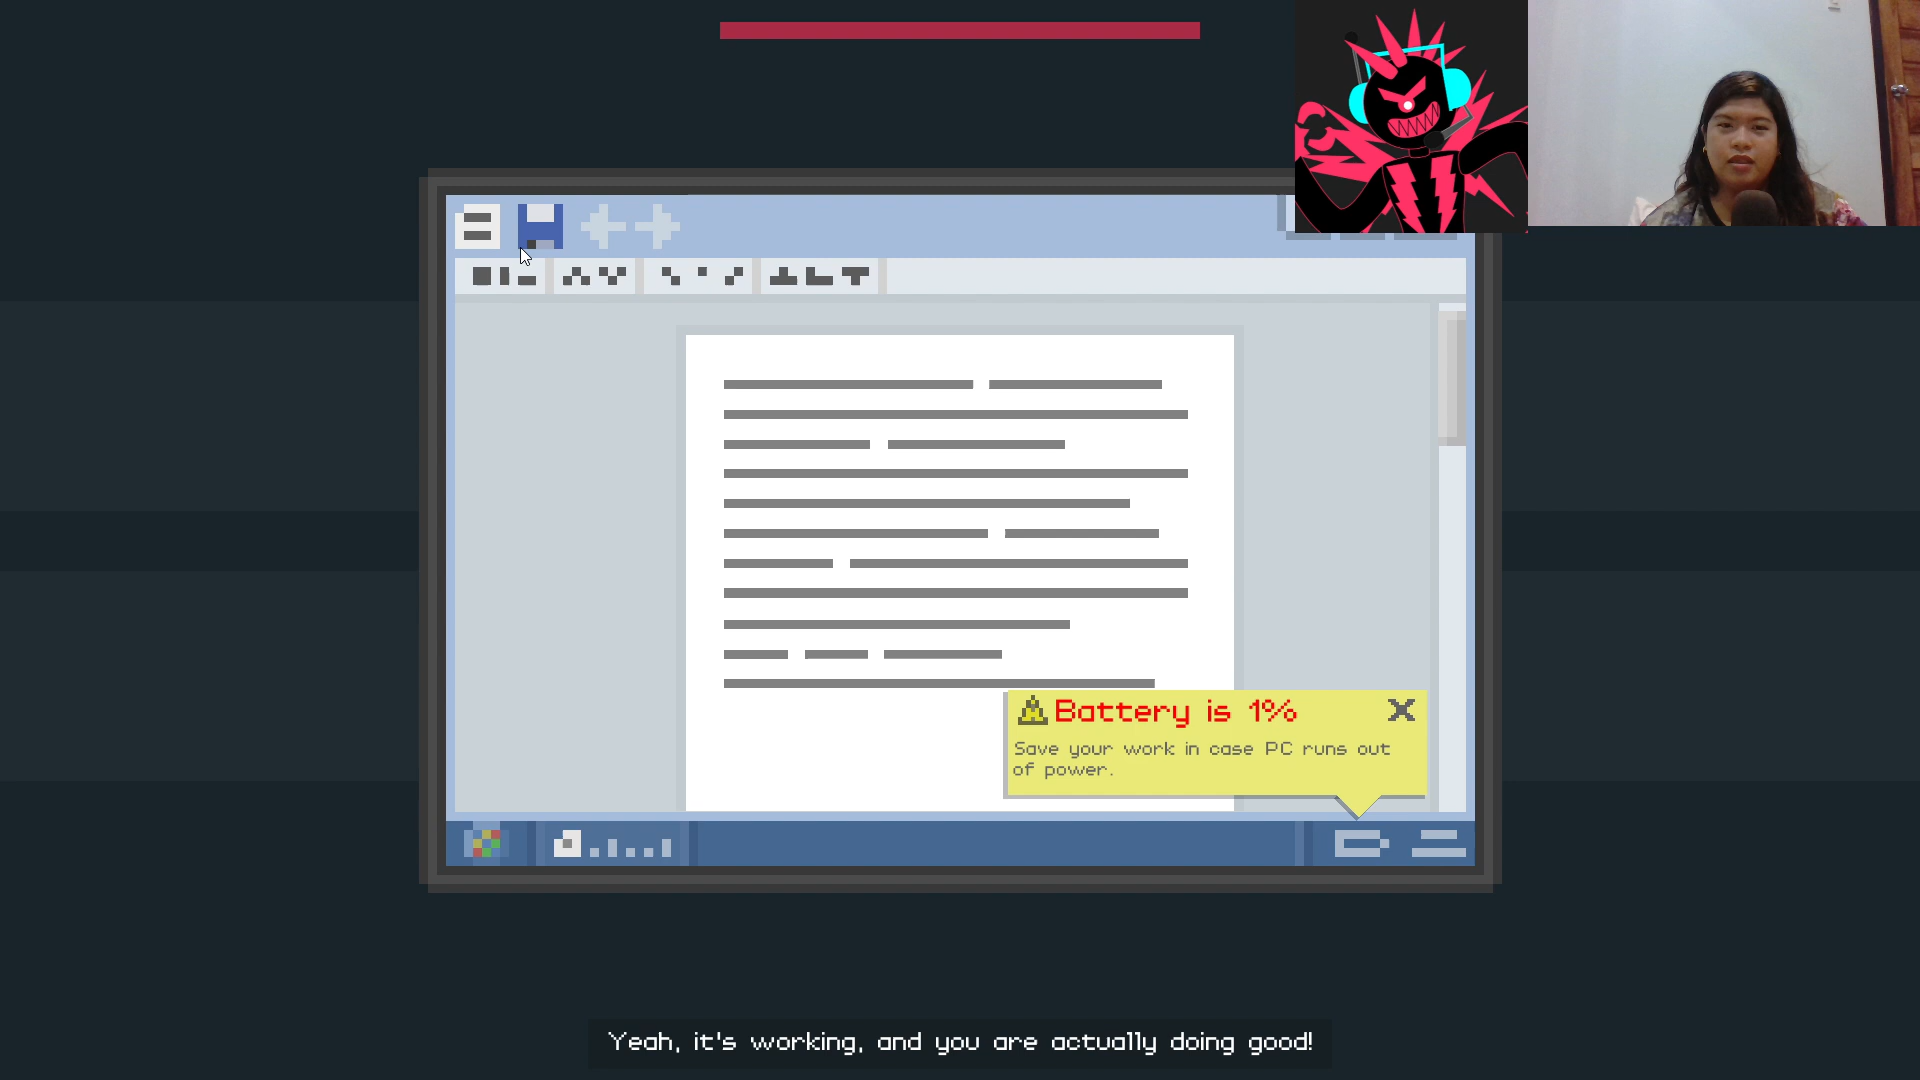 Battery is 1%
Save your work in case PC runs out
of power.
Yeah, it's working, and you are actually doing good!